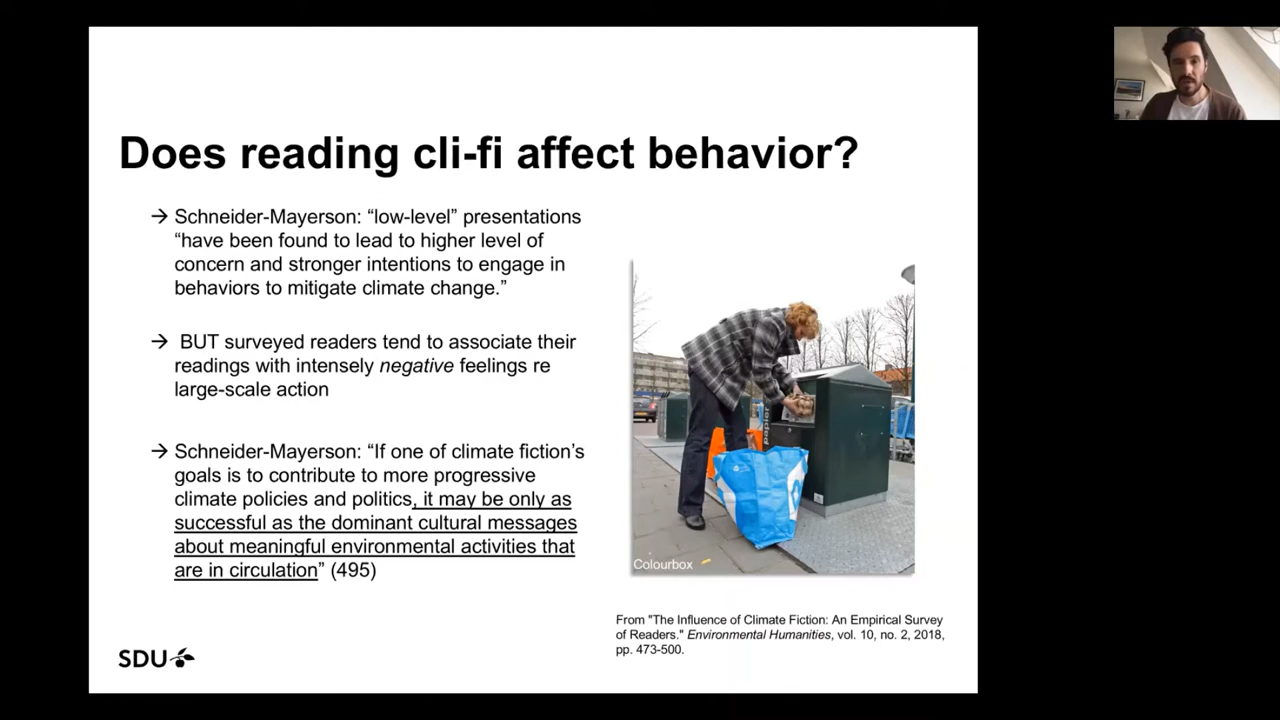 Does reading cli-fi affect behavior?
→ Schneider-Mayerson: “low-level” presentations
“have been found to lead to higher level of
concern and stronger intentions to engage in
behaviors to mitigate climate change.”
→ BUT surveyed readers tend to associate their
readings with intensely negative feelings re
large-scale action
→ Schneider-Mayerson: “If one of climate fiction’s
goals is to contribute to more progressive
climate policies and politics, it may be only as
successful as the dominant cultural messages
about meaningful environmental activities that
are in circulation” (495)
papier
Colourbox
From "The Influence of Climate Fiction: An Empirical Survey
of Readers." Environmental Humanities, vol. 10, no. 2, 2018,
pp. 473-500.
SDU